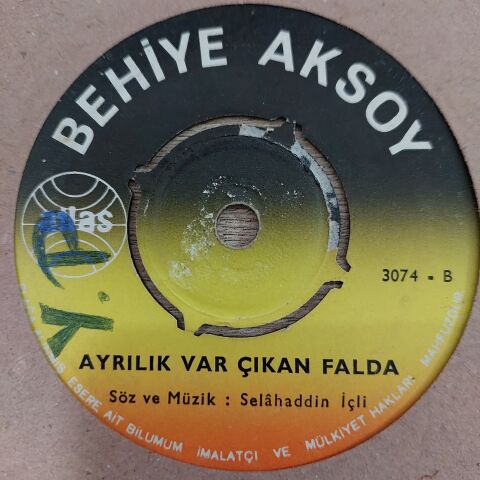 BEHİYE AKSOY
atlas
3074 - B
AYRILIK VAR ÇIKAN FALDA
Söz ve Müzik : Selâhaddin İçli
ESERE AİT BİLUMUM İMALATÇI VE MÜLKİYET HAKLARI MAHFUZDUR